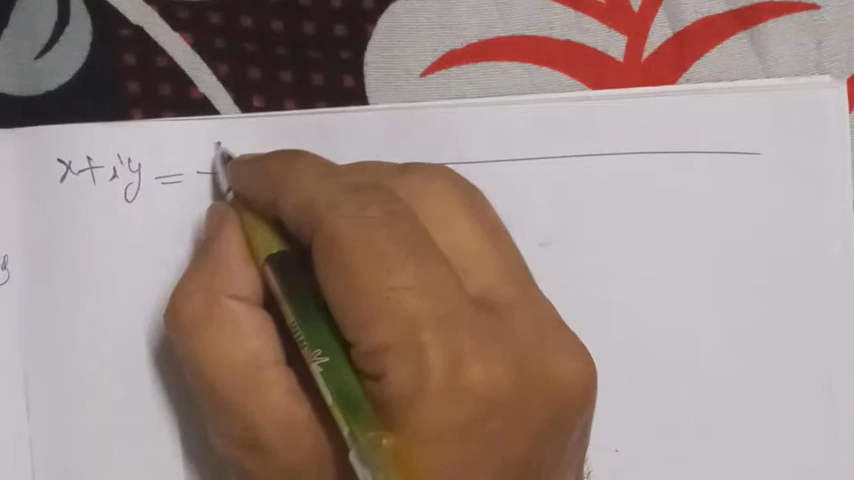 x+iy =